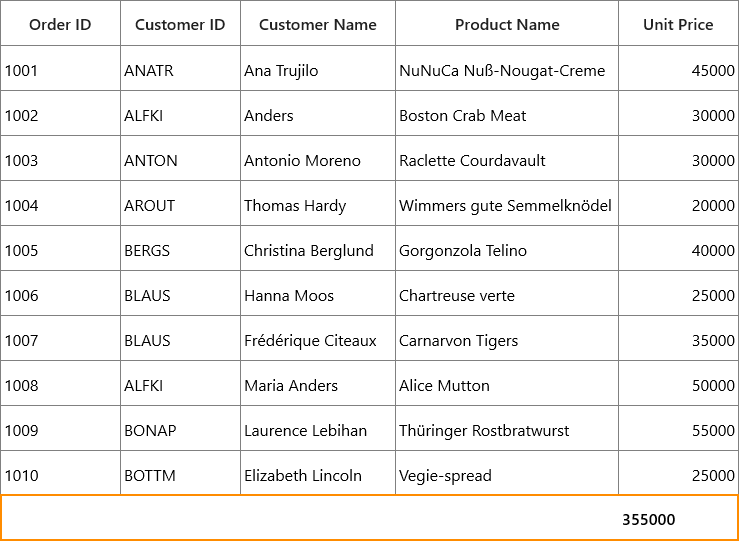 Order ID Customer ID Customer Name Product Name Unit Price
1001 ANATR Ana Trujilo NuNuCa Nuß-Nougat-Creme 45000
1002 ALFKI Anders Boston Crab Meat 30000
1003 ANTON Antonio Moreno Raclette Courdavault 30000
1004 AROUT Thomas Hardy Wimmers gute Semmelknödel 20000
1005 BERGS Christina Berglund Gorgonzola Telino 40000
1006 BLAUS Hanna Moos Chartreuse verte 25000
1007 BLAUS Frédérique Citeaux Carnarvon Tigers 35000
1008 ALFKI Maria Anders Alice Mutton 50000
1009 BONAP Laurence Lebihan Thüringer Rostbratwurst 55000
1010 BOTTM Elizabeth Lincoln Vegie-spread 25000
355000